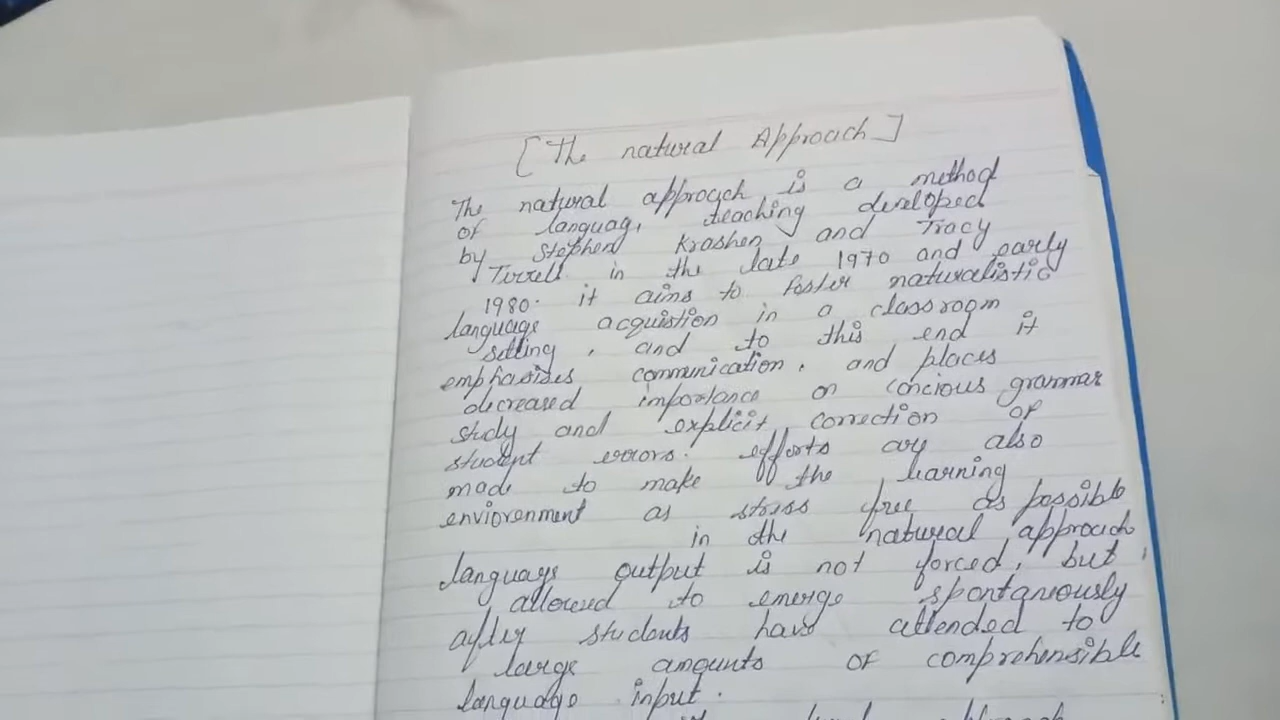 [The natural Approach]
The natural approach is a method
of language teaching developed
by Stephen Krashen and Tracy
Terrell in the late 1970 and early
1980. it aims to foster naturalistic
language acquistion in a classroom
setting, and to this end it
emphasises communication, and places
decreased importance on concious grammar
study and explicit correction of
student errors. efforts are also
made to make the learning
enviorenment as stress free as possible
in the natural approach
language output is not forced, but
allowed to emerge spontaneously
after students have attended to
large amounts of comprehensible
language input.